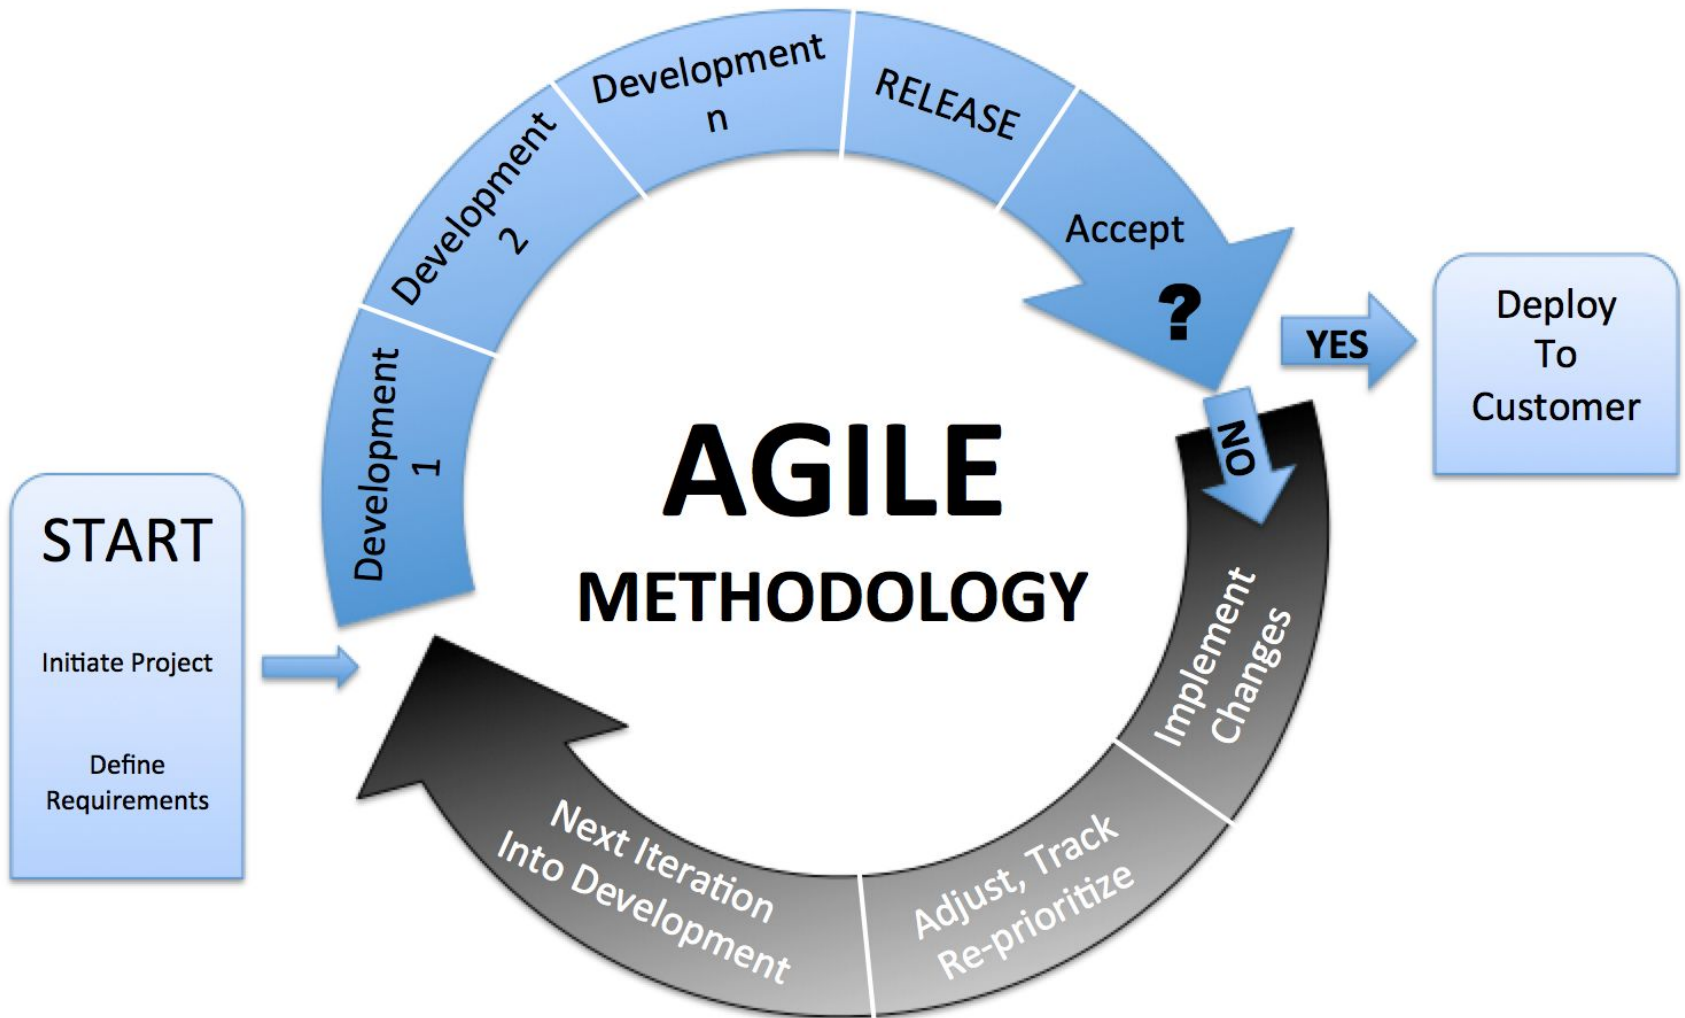 START
Initiate Project
Define
Requirements
Development
1
Development
2
Development
n
RELEASE
Accept
?
YES
Deploy
To
Customer
NO
Implement
Changes
Adjust, Track
Re-prioritize
Next Iteration
Into Development
AGILE
METHODOLOGY